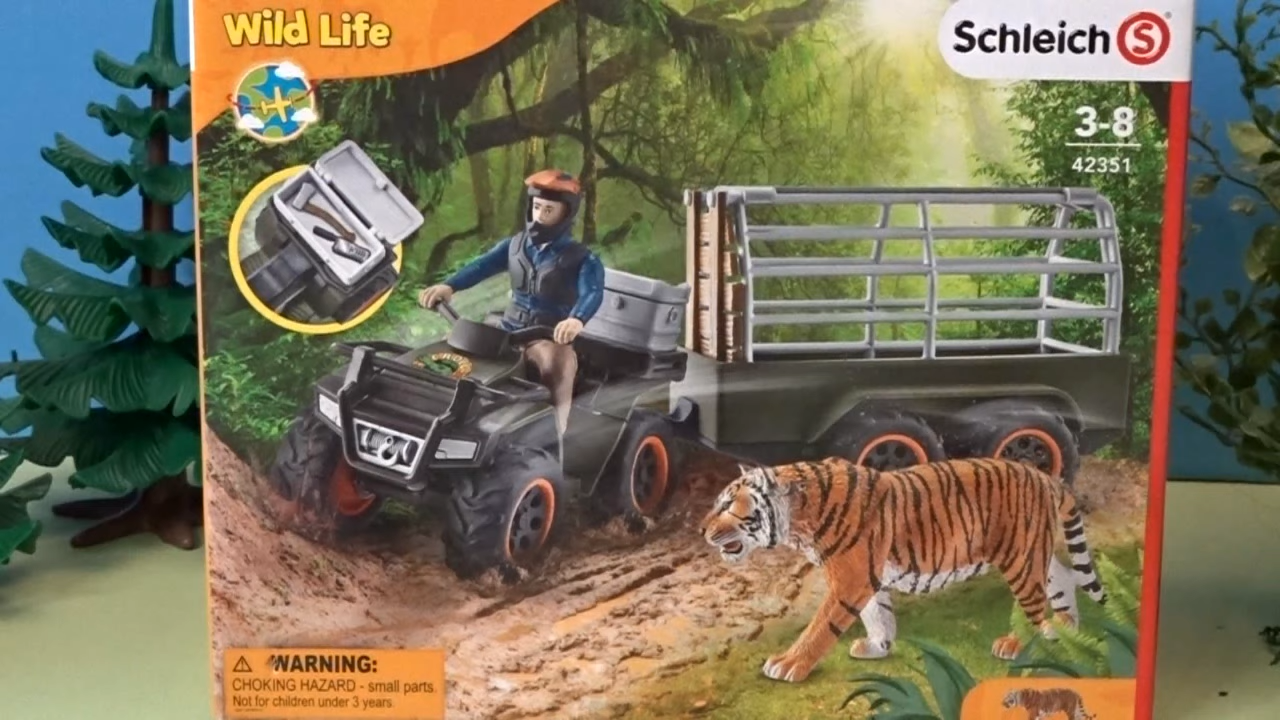 Wild Life
Schleich S
3-8
42351
WARNING:
CHOKING HAZARD - small parts.
Not for children under 3 years.